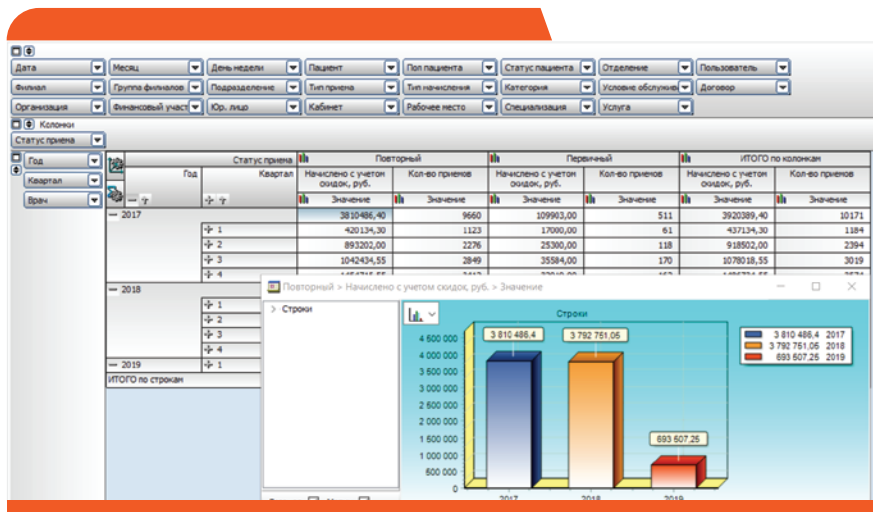 Дата Месяц День недели Пациент Пол пациента Статус пациента Отделение Пользователь
Филиал Группа филиалов Подразделение Тип приема Тип начисления Категория Условие обслужив Договор
Организация Финансовый участ Юр. лицо Кабинет Рабочее место Специализация Услуга
Колонки
Статус приема
Год
Квартал
Врач
Статус приема Повторный Первичный ИТОГО по колонкам
Год Квартал Начислено с учетом скидок, руб. Кол-во приемов Начислено с учетом скидок, руб. Кол-во приемов Начислено с учетом скидок, руб. Кол-во приемов
Значение Значение Значение Значение Значение Значение
2017 3810486,40 9660 109903,00 511 3920389,40 10171
1 420134,30 1123 17000,00 61 437134,30 1184
2 893202,00 2276 25300,00 118 918502,00 2394
3 1042434,55 2849 35584,00 170 1078018,55 3019
4
2018
1
2
3
4
2019 1
ИТОГО по строкам
Повторный > Начислено с учетом скидок, руб. > Значение
Строки
Строки
4 500 000
4 000 000
3 500 000
3 000 000
2 500 000
2 000 000
1 500 000
1 000 000
500 000
0
3 810 486,4
3 792 751,05
693 607,25
3 810 486,4 2017
3 792 751,05 2018
693 607,25 2019
2017 2018 2019